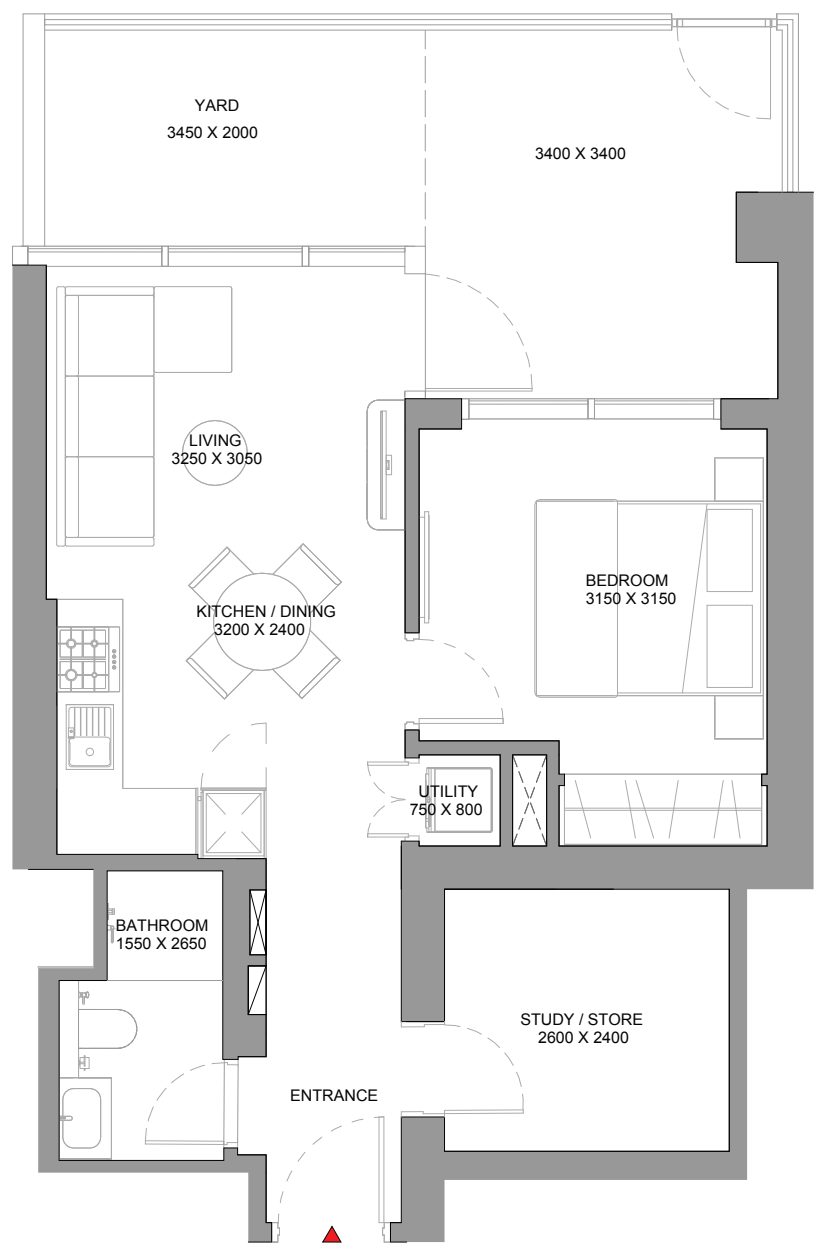 YARD
3450 X 2000
3400 X 3400
LIVING
3250 X 3050
BEDROOM
3150 X 3150
KITCHEN / DINING
3200 X 2400
UTILITY
750 X 800
BATHROOM
1550 X 2650
STUDY / STORE
2600 X 2400
ENTRANCE